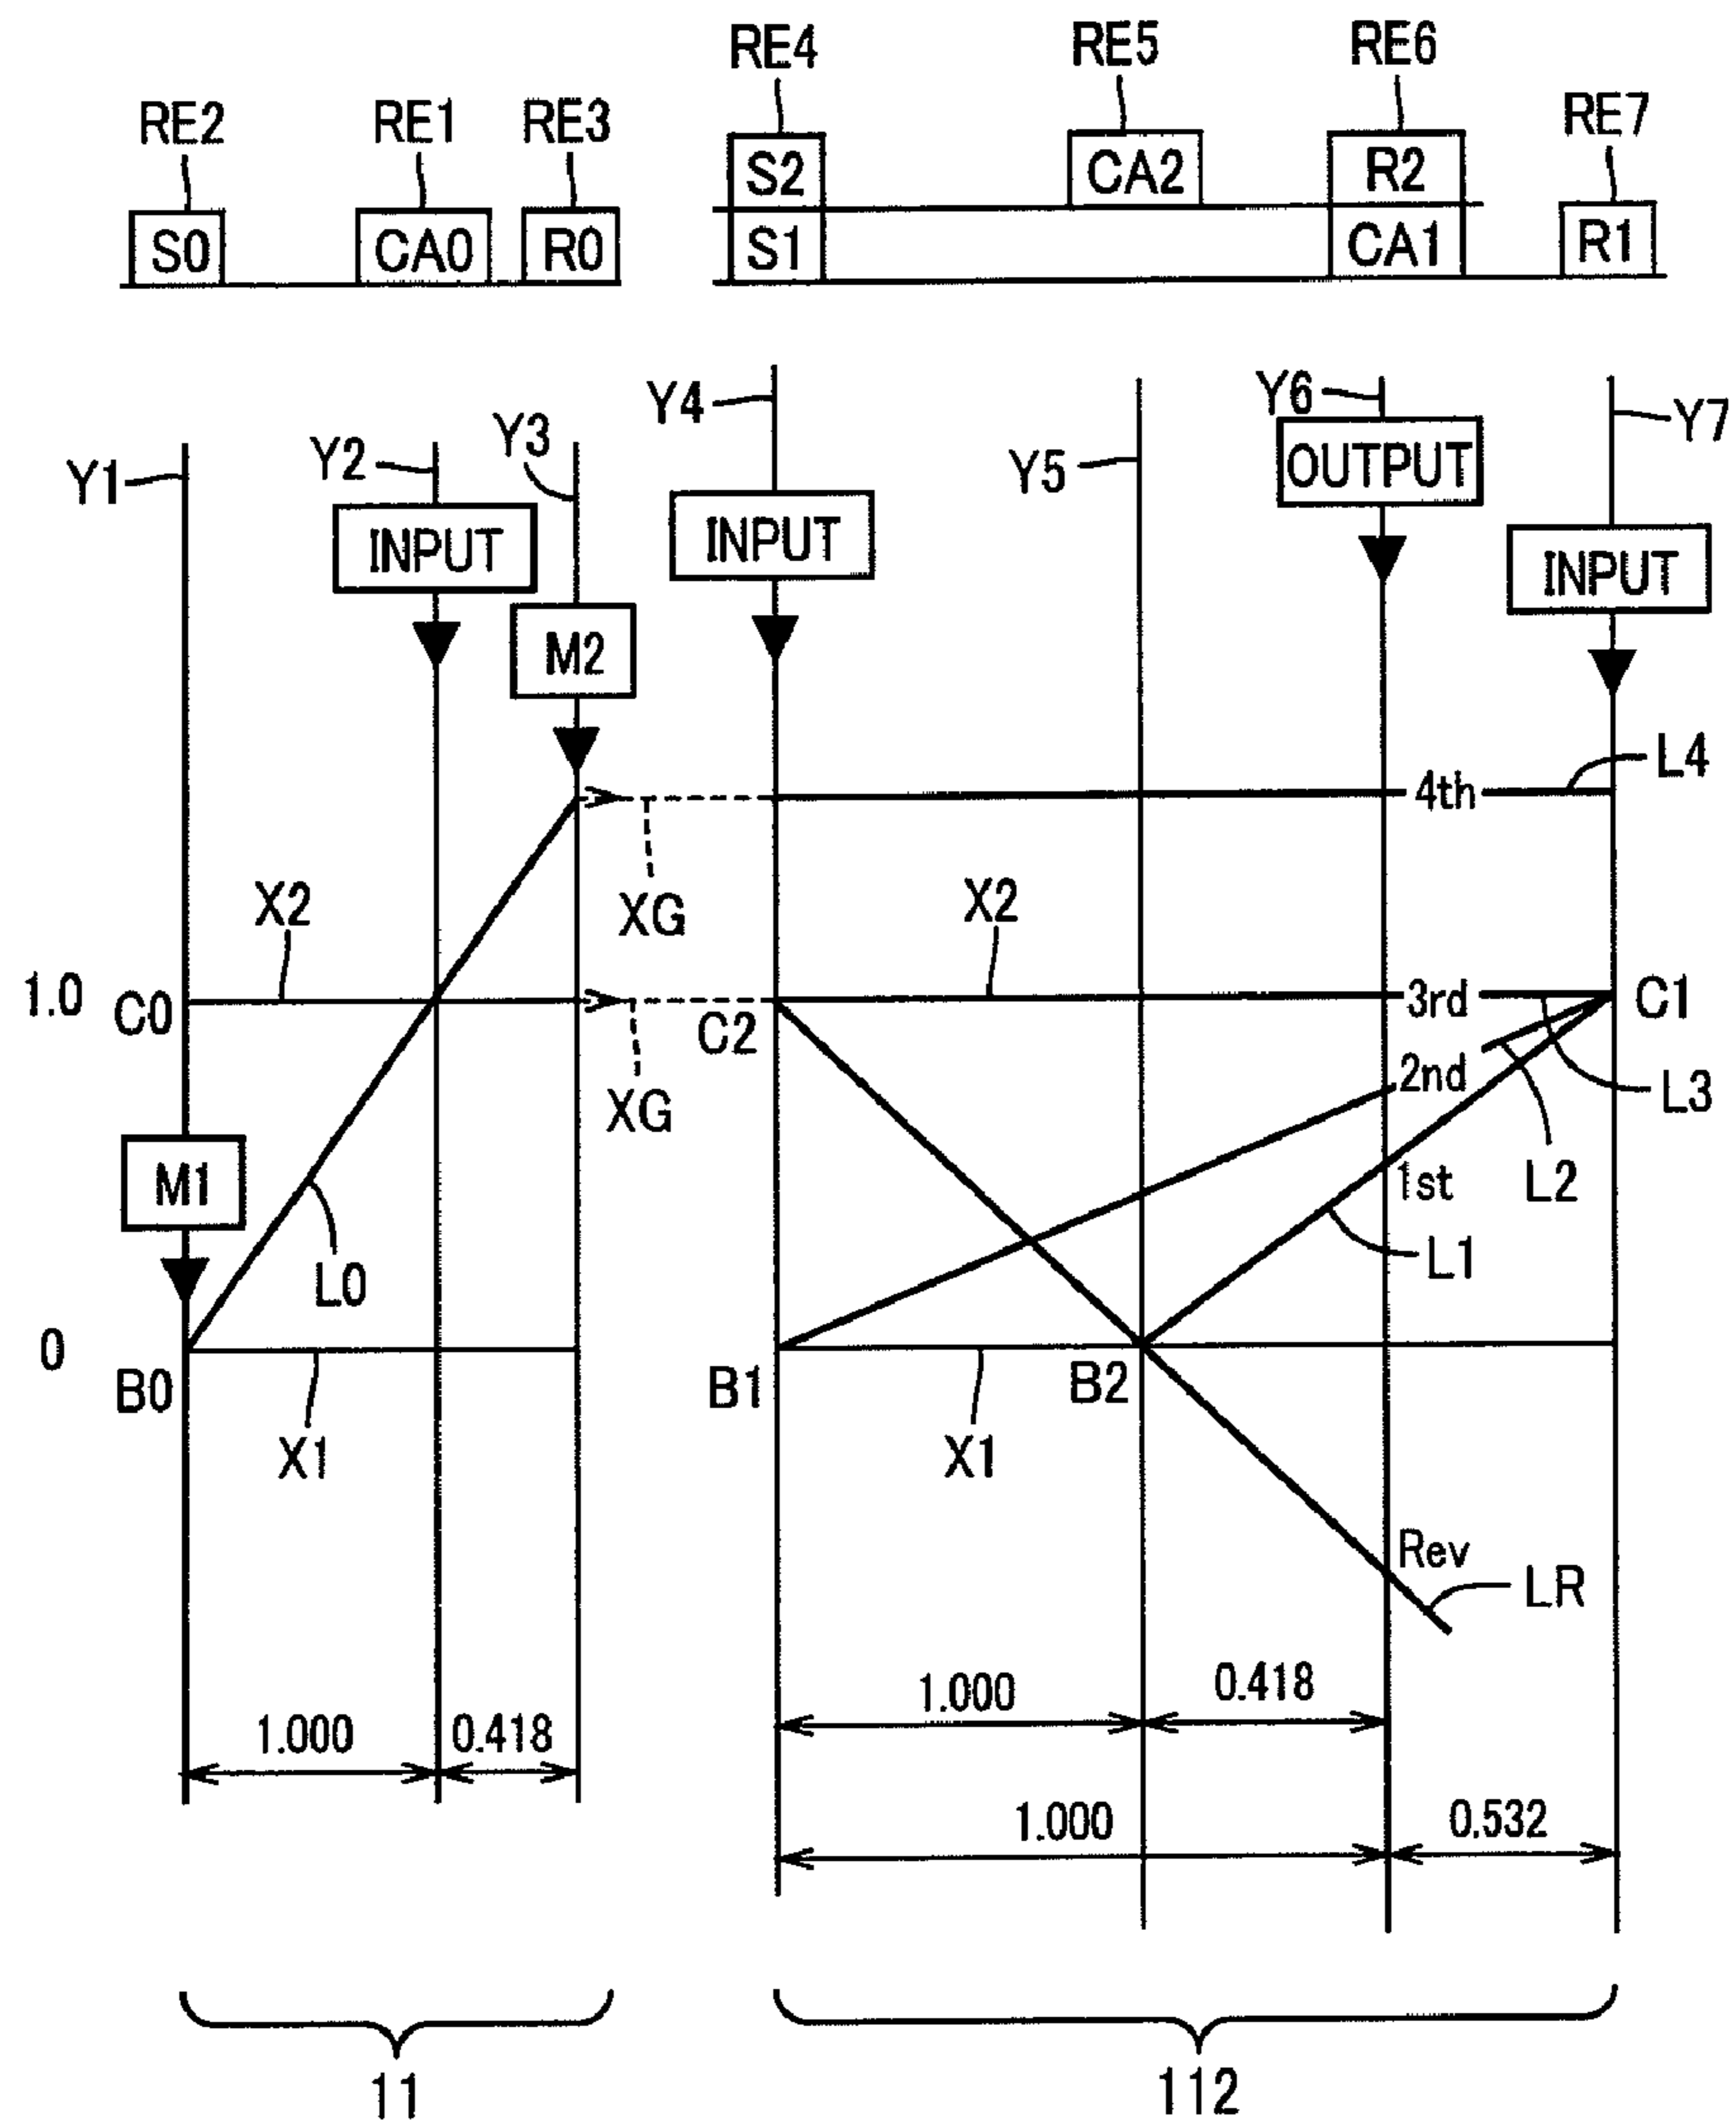 RE4 RE5 RE6
RE2 RE1 RE3 RE7
S2 CA2 R2
S0 CA0 R0 S1 CA1 R1
Y1 Y2 Y3 Y4 Y5 Y6 Y7
OUTPUT
INPUT INPUT INPUT
M2
4th L4
XG
X2 X2
1.0 C0 C2 3rd C1
XG 2nd L3
M1 1st L2
L0 L1
0
B0 B1 B2
X1 X1
Rev LR
1.000 0.418 1.000 0.418
1.000 0.532
11 112